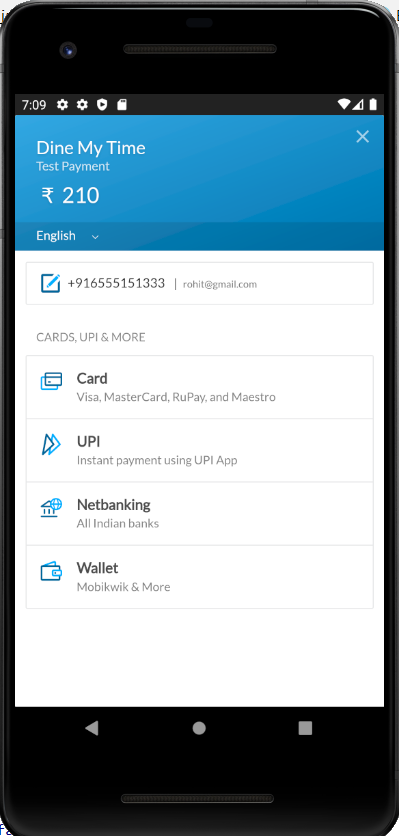 7:09
Dine My Time
Test Payment
₹ 210
English
+916555151333 | rohit@gmail.com
CARDS, UPI & MORE
Card
Visa, MasterCard, RuPay, and Maestro
UPI
Instant payment using UPI App
Netbanking
All Indian banks
Wallet
Mobikwik & More